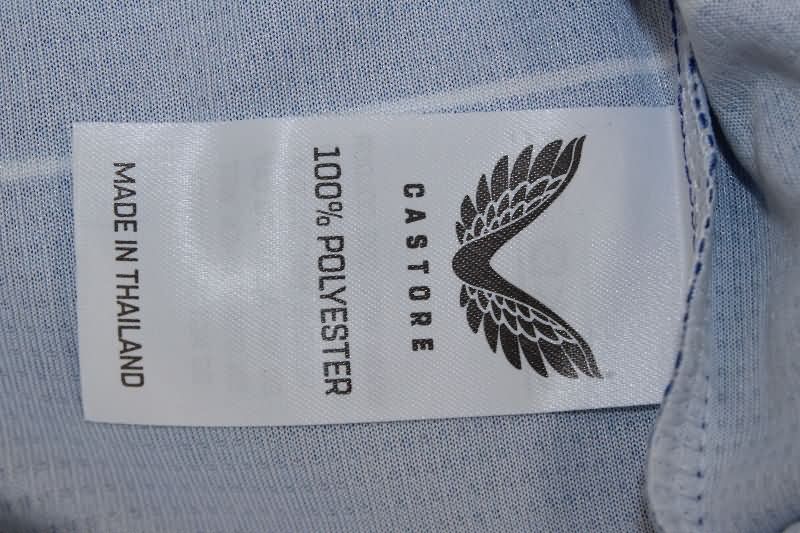 CASTORE
100% POLYESTER
MADE IN THAILAND